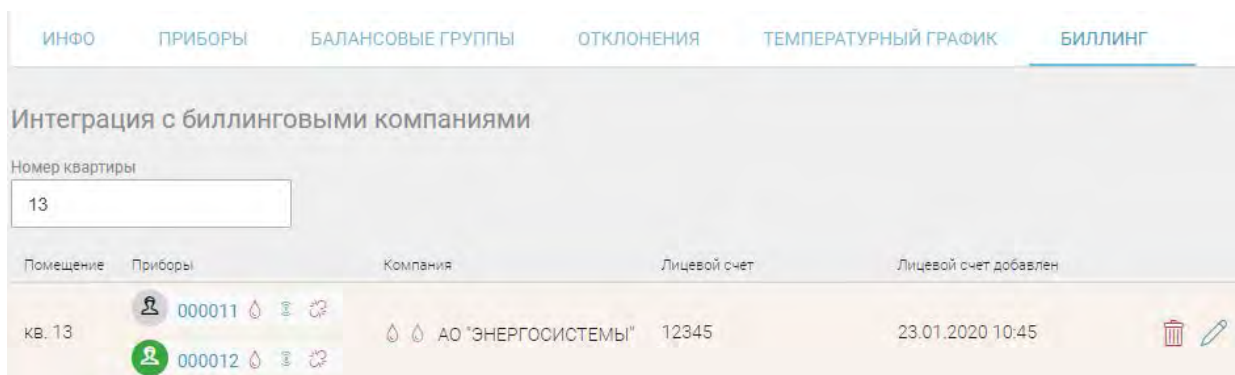 ИНФО ПРИБОРЫ БАЛАНСОВЫЕ ГРУППЫ ОТКЛОНЕНИЯ ТЕМПЕРАТУРНЫЙ ГРАФИК БИЛЛИНГ
Интеграция с биллинговыми компаниями
Номер квартиры
13
Помещение Приборы Компания Лицевой счет Лицевой счет добавлен
000011
кв. 13 АО "ЭНЕРГОСИСТЕМЫ" 12345 23.01.2020 10:45
000012